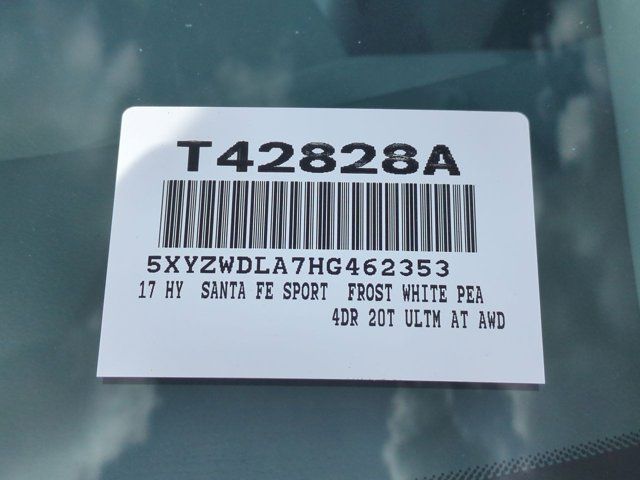 T42828A
5XYZWDLA7HG462353
17 HY SANTA FE SPORT FROST WHITE PEA
4DR 20T ULTM AT AWD